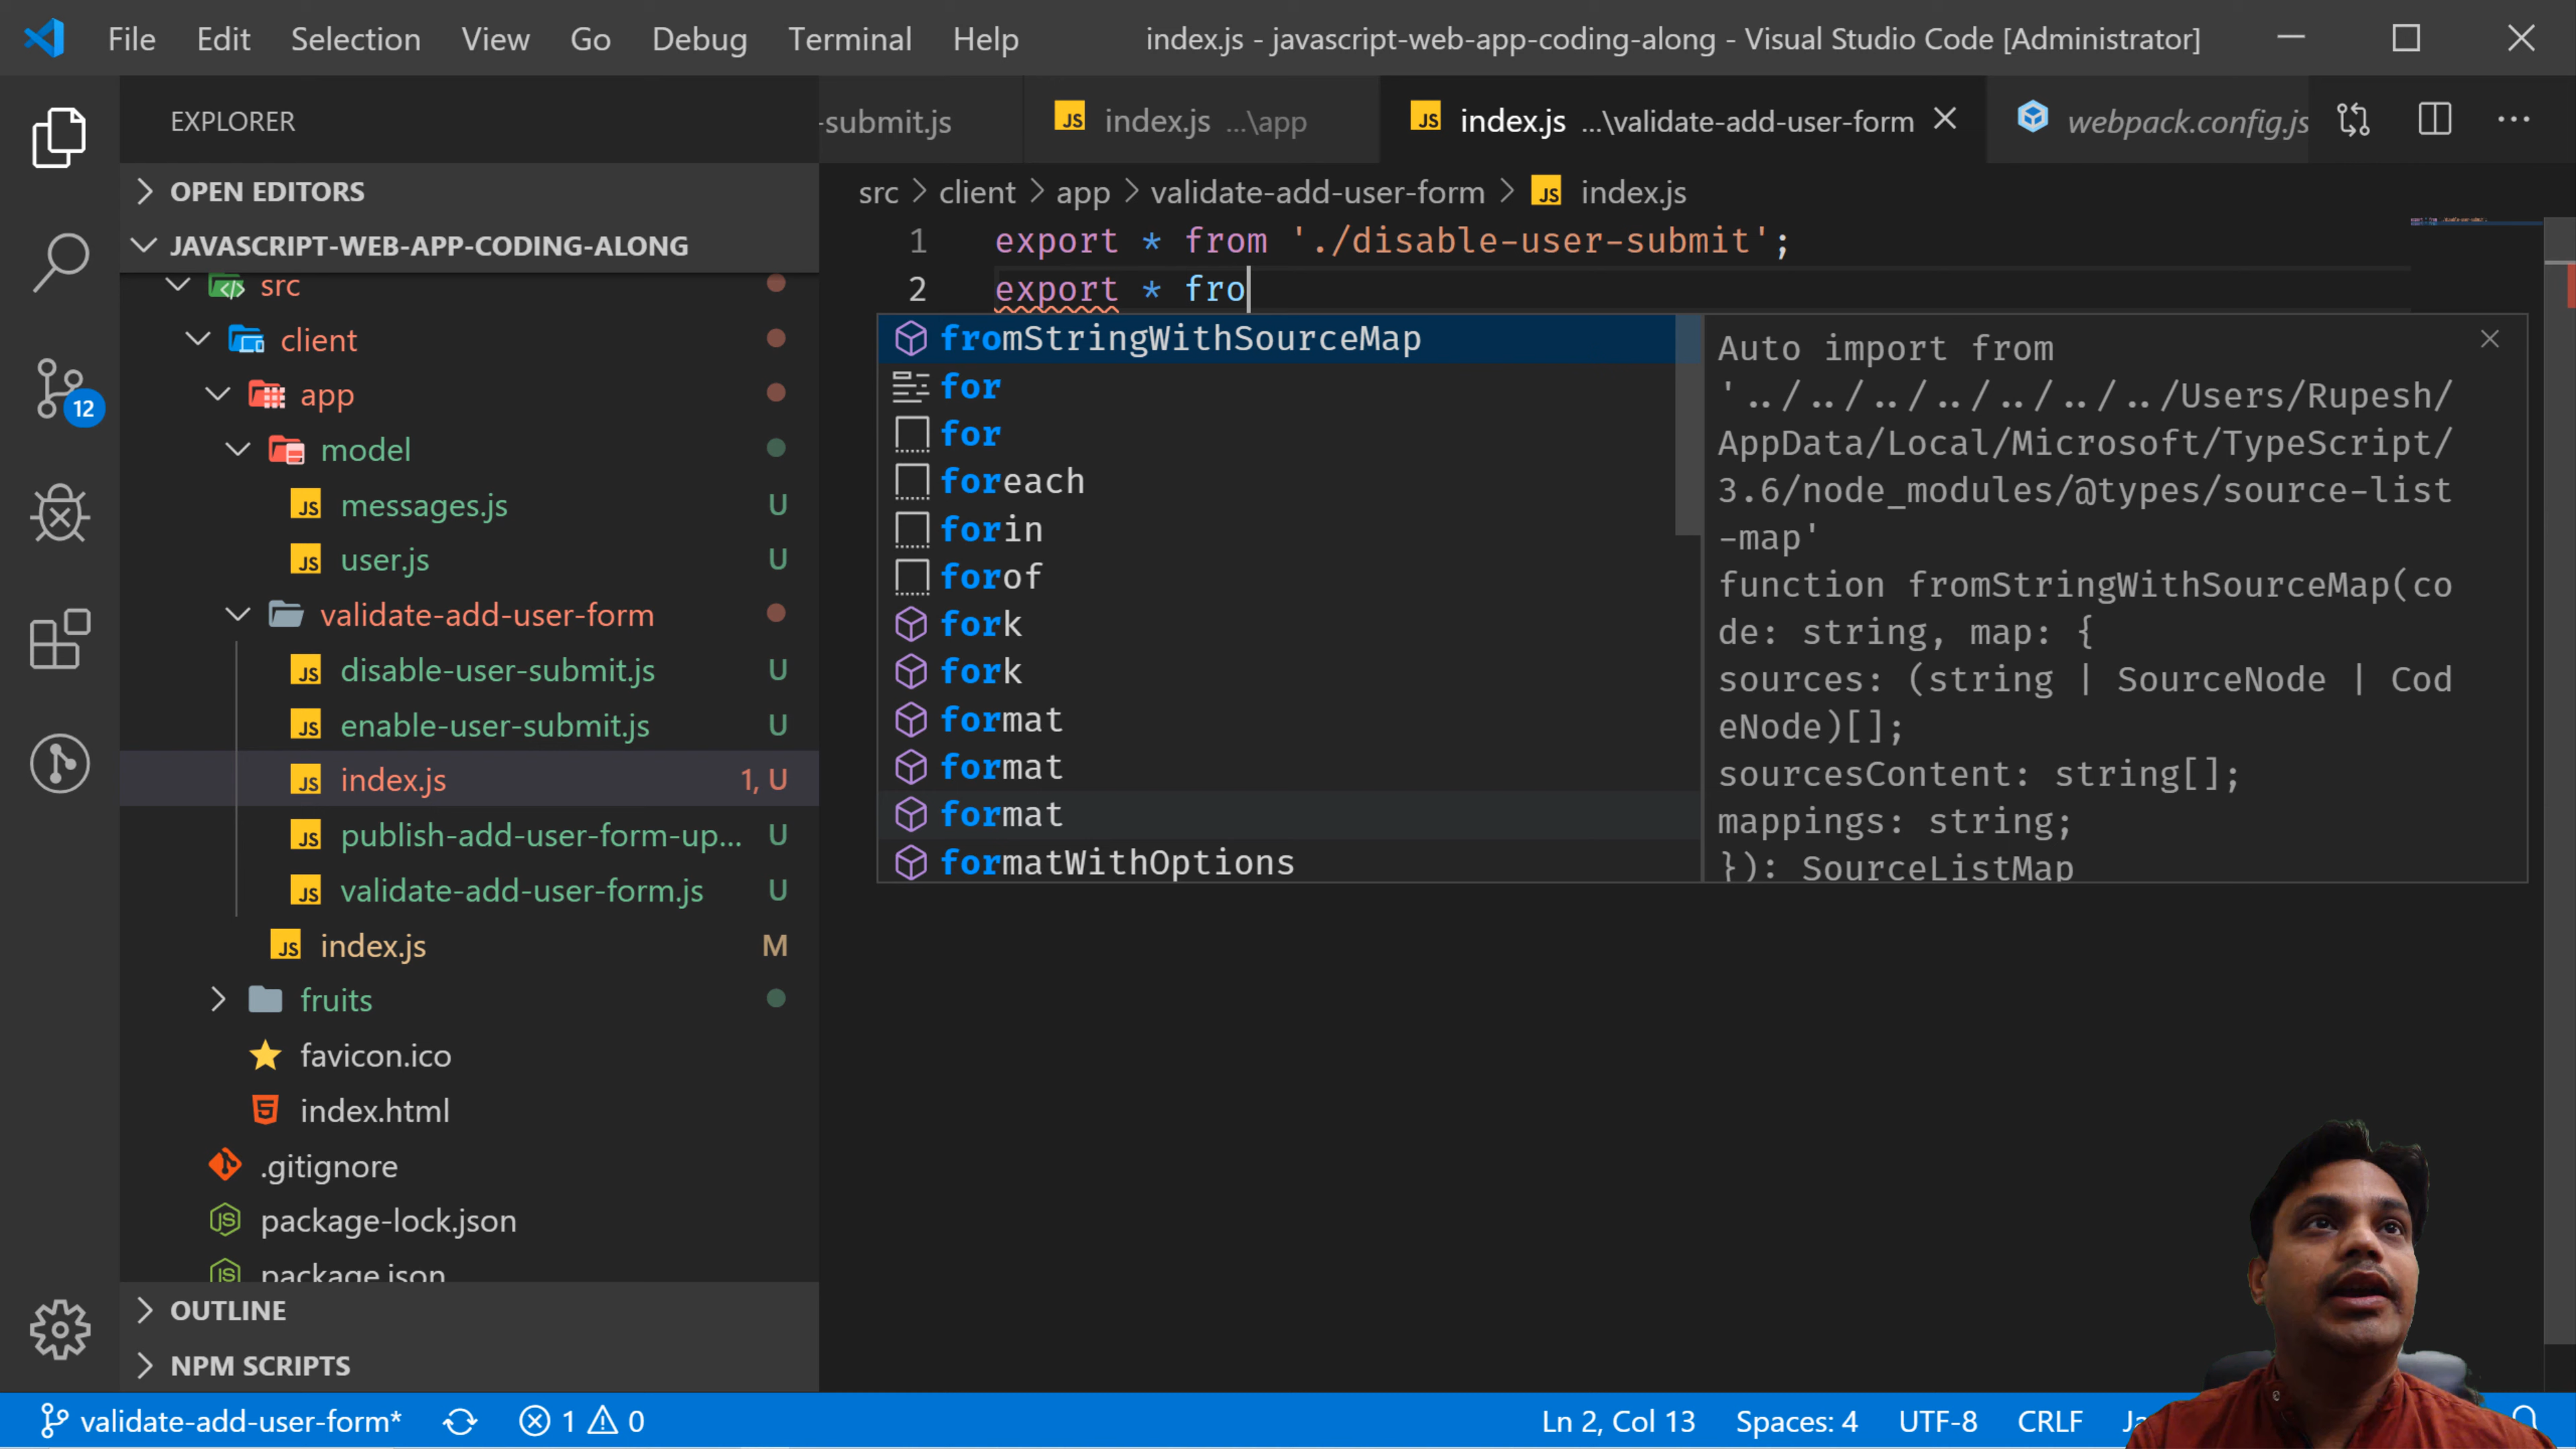 File Edit Selection View Go Debug Terminal Help index.js - javascript-web-app-coding-along - Visual Studio Code [Administrator]
EXPLORER
-submit.js index.js ...\app index.js ...\validate-add-user-form webpack.config.js
OPEN EDITORS
JAVASCRIPT-WEB-APP-CODING-ALONG
src
client
app
model
messages.js U
user.js U
validate-add-user-form
disable-user-submit.js U
enable-user-submit.js U
index.js 1, U
publish-add-user-form-up... U
validate-add-user-form.js U
index.js M
fruits
favicon.ico
index.html
.gitignore
package-lock.json
package.json
OUTLINE
NPM SCRIPTS
12
src > client > app > validate-add-user-form > JS index.js
1 export * from './disable-user-submit';
2 export * fro
fromStringWithSourceMap
for
for
foreach
forin
forof
fork
fork
format
format
format
formatWithOptions
Auto import from
'../../../../../../../Users/Rupesh/
AppData/Local/Microsoft/TypeScript/
3.6/node_modules/@types/source-list
-map'
function fromStringWithSourceMap(co
de: string, map: {
sources: (string | SourceNode | Cod
eNode)[];
sourcesContent: string[];
mappings: string;
}): SourceListMap
validate-add-user-form* 1 0 Ln 2, Col 13 Spaces: 4 UTF-8 CRLF